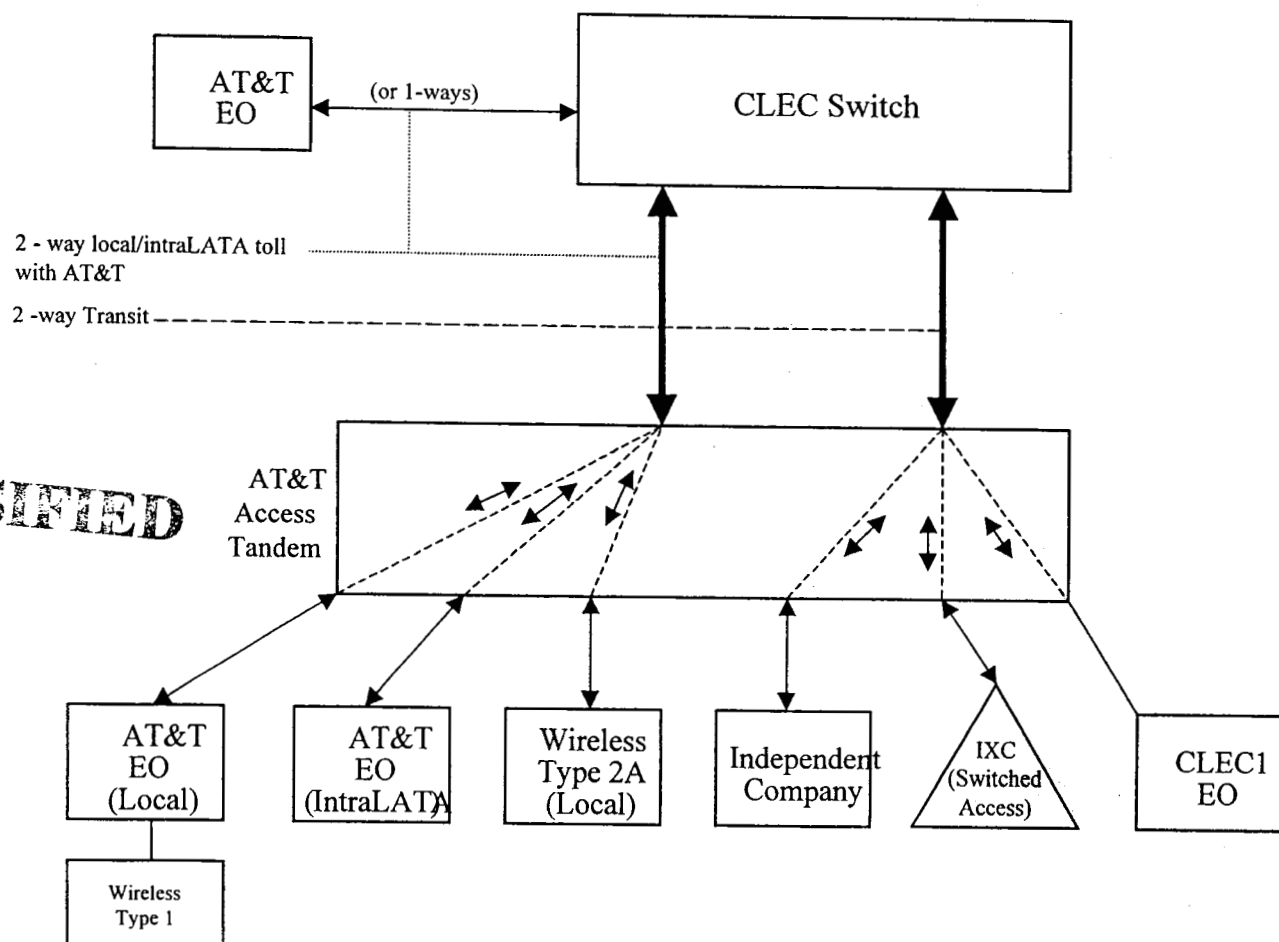 AT&T
EO
(or 1-ways)
CLEC Switch
2 - way local/intraLATA toll
with AT&T
2 -way Transit
AT&T
Access
Tandem
AT&T
EO
(Local)
AT&T
EO
(IntraLATA)
Wireless
Type 2A
(Local)
Independent
Company
IXC
(Switched
Access)
CLEC1
EO
Wireless
Type 1